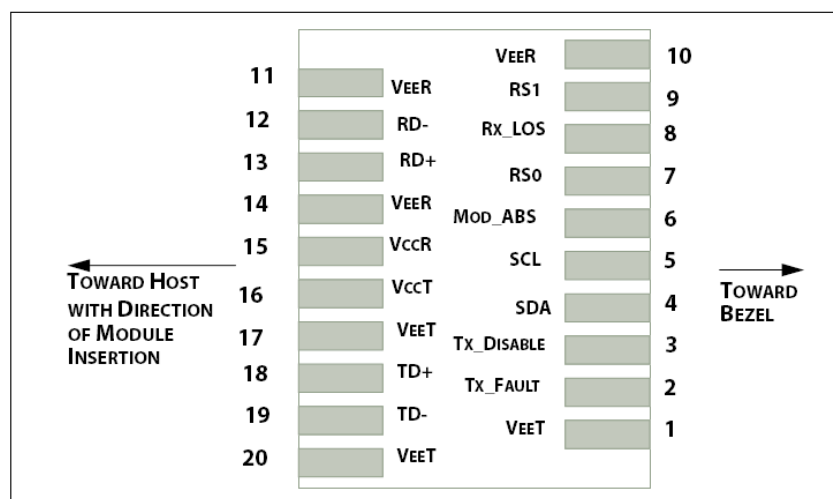 11
VEER
12
RD-
13
RD+
14
VEER
15
VCCR
16
VCCT
17
VEET
18
TD+
19
TD-
20
VEET
VEER
10
RS1
9
RX_LOS
8
RS0
7
MOD_ABS
6
SCL
5
SDA
4
TX_DISABLE
3
TX_FAULT
2
VEET
1
TOWARD HOST
WITH DIRECTION
OF MODULE
INSERTION
TOWARD
BEZEL